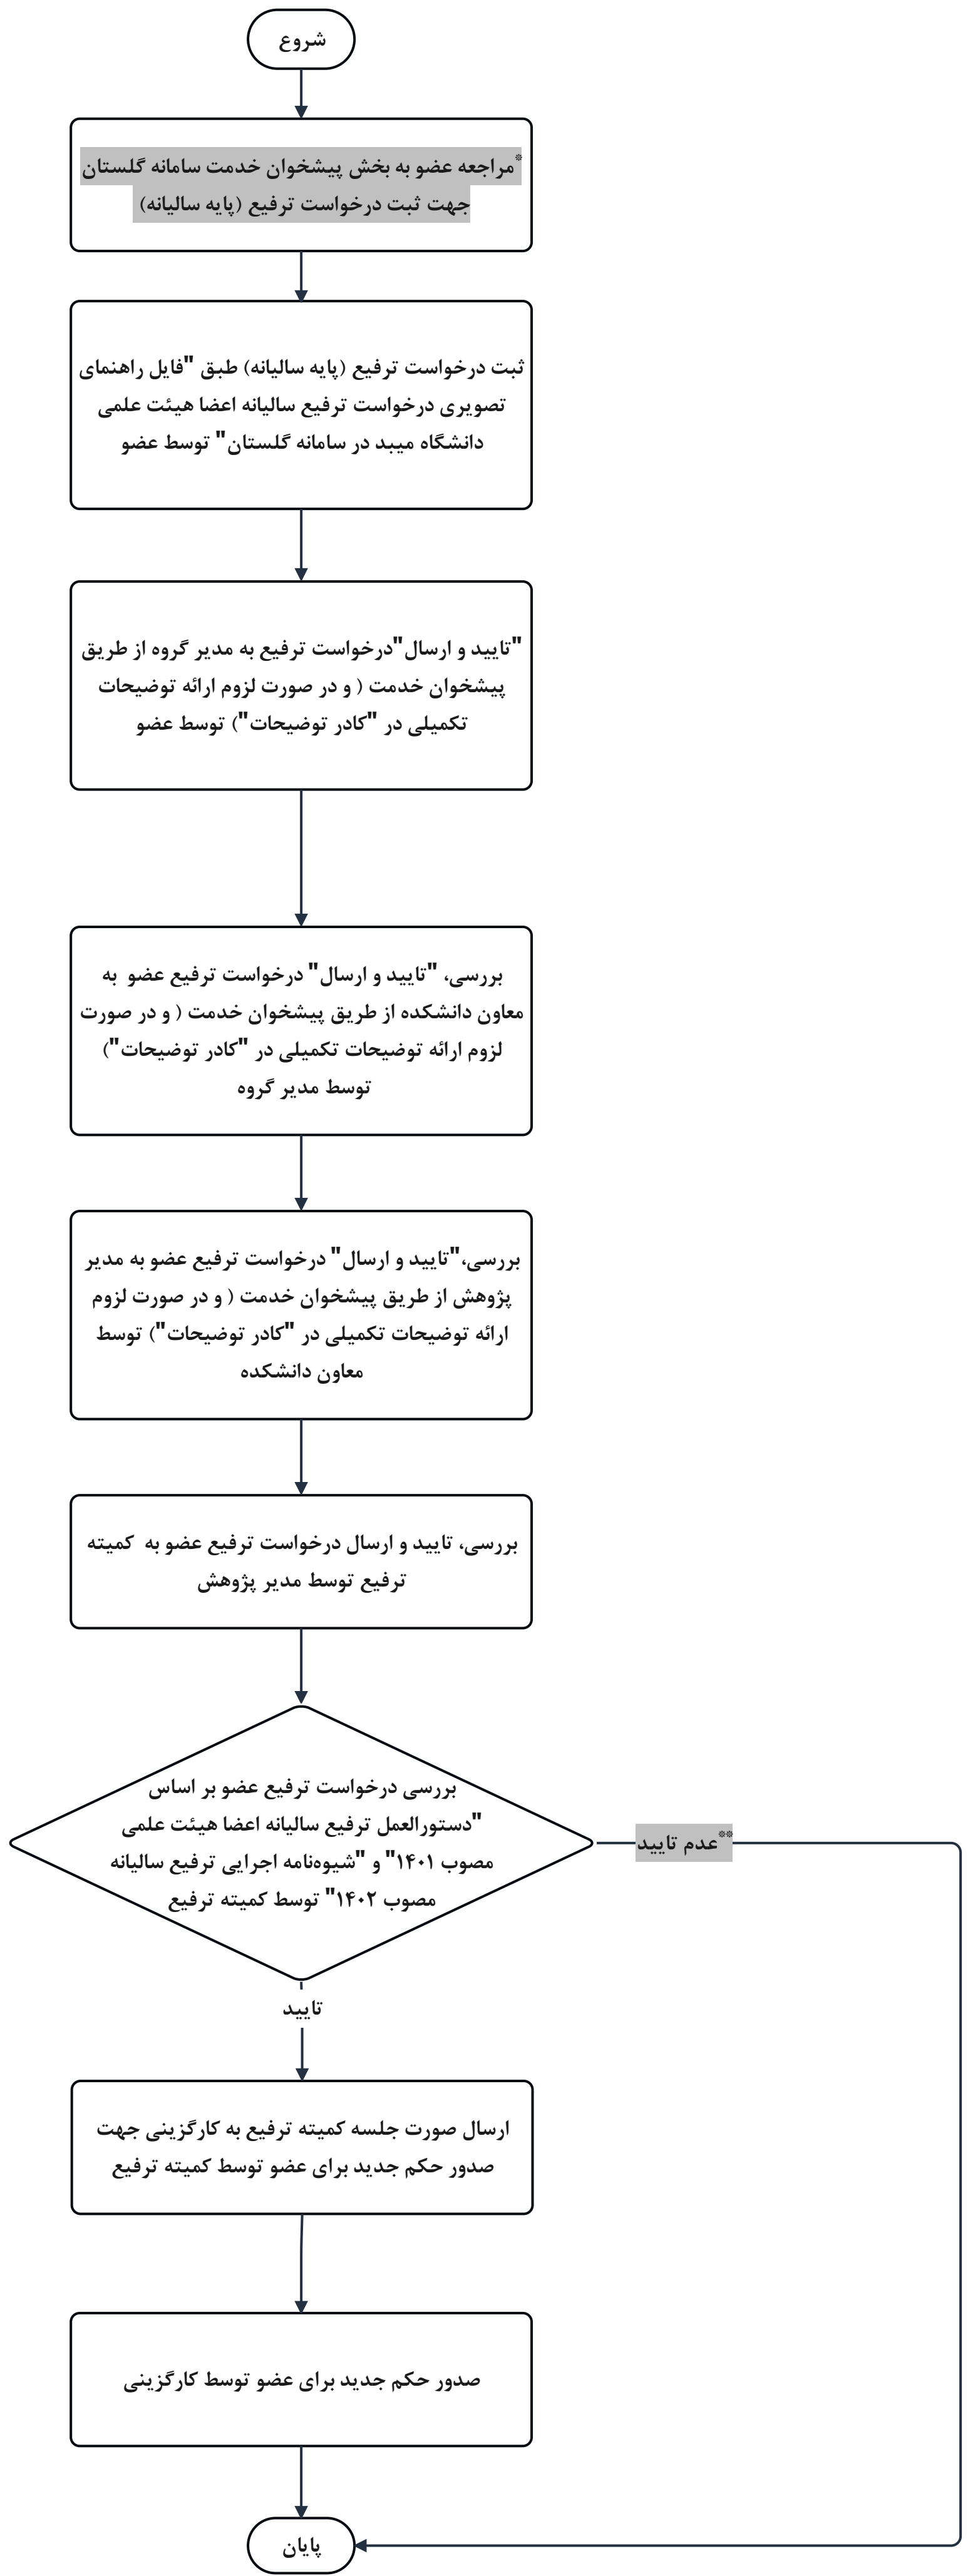 شروع
*مراجعه عضو به بخش پیشخوان خدمت سامانه گلستان
جهت ثبت درخواست ترفیع (پایه سالیانه)
ثبت درخواست ترفیع (پایه سالیانه) طبق "فایل راهنمای
تصویری درخواست ترفیع سالیانه اعضا هیئت علمی
دانشگاه میبد در سامانه گلستان" توسط عضو
"تایید و ارسال"درخواست ترفیع به مدیر گروه از طریق
پیشخوان خدمت ( و در صورت لزوم ارائه توضیحات
تکمیلی در "کادر توضیحات") توسط عضو
بررسی، "تایید و ارسال" درخواست ترفیع عضو به
معاون دانشکده از طریق پیشخوان خدمت ( و در صورت
لزوم ارائه توضیحات تکمیلی در "کادر توضیحات")
توسط مدیر گروه
بررسی،"تایید و ارسال" درخواست ترفیع عضو به مدیر
پژوهش از طریق پیشخوان خدمت ( و در صورت لزوم
ارائه توضیحات تکمیلی در "کادر توضیحات") توسط
معاون دانشکده
بررسی، تایید و ارسال درخواست ترفیع عضو به کمیته
ترفیع توسط مدیر پژوهش
بررسی درخواست ترفیع عضو بر اساس
"دستورالعمل ترفیع سالیانه اعضا هیئت علمی
مصوب ۱۴۰۱" و "شیوه‌نامه اجرایی ترفیع سالیانه
مصوب ۱۴۰۲" توسط کمیته ترفیع
**عدم تایید
تایید
ارسال صورت جلسه کمیته ترفیع به کارگزینی جهت
صدور حکم جدید برای عضو توسط کمیته ترفیع
صدور حکم جدید برای عضو توسط کارگزینی
پایان